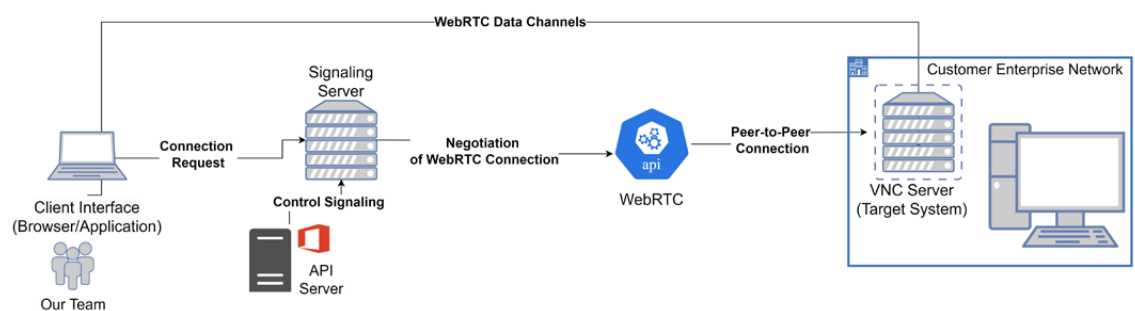 WebRTC Data Channels
Customer Enterprise Network
Signaling
Server
Connection
Request
Negotiation
of WebRTC Connection
api
WebRTC
Peer-to-Peer
Connection
VNC Server
(Target System)
Client Interface
(Browser/Application)
Control Signaling
API
Server
Our Team